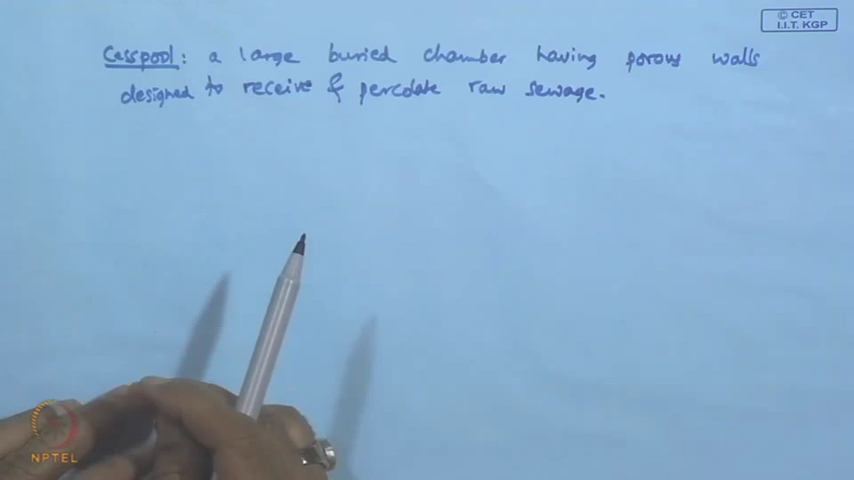 © CET
I.I.T. KGP
Cesspool: a large buried chamber having porous walls
designed to receive & percolate raw sewage.
NPTEL